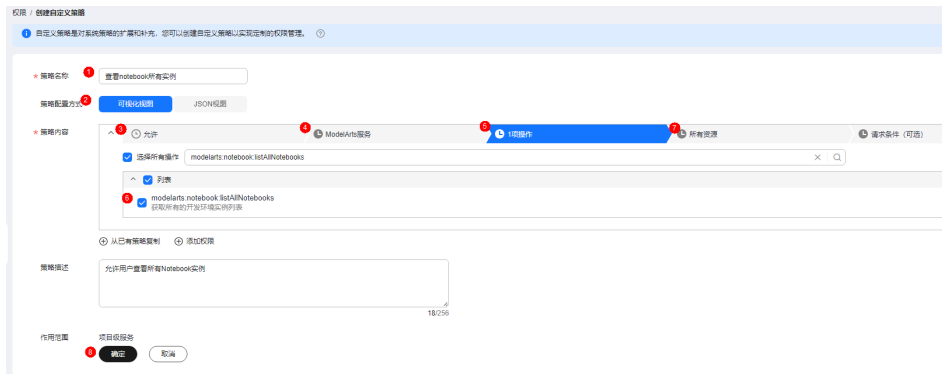 权限 / 创建自定义策略
自定义策略是对系统策略的扩展和补充，您可以创建自定义策略以实现定制的权限管理。
* 策略名称 1 查看notebook所有实例
策略配置方式 2 可视化视图 JSON视图
* 策略内容 3 允许 4 ModelArts服务 5 1项操作 7 所有资源 请求条件（可选）
选择所有操作 modelarts:notebook:listAllNotebooks
列表
6 modelarts:notebook:listAllNotebooks
获取所有的开发环境实例列表
从已有策略复制 添加权限
策略描述 允许用户查看所有Notebook实例
18/256
作用范围 项目级服务
8 确定 取消